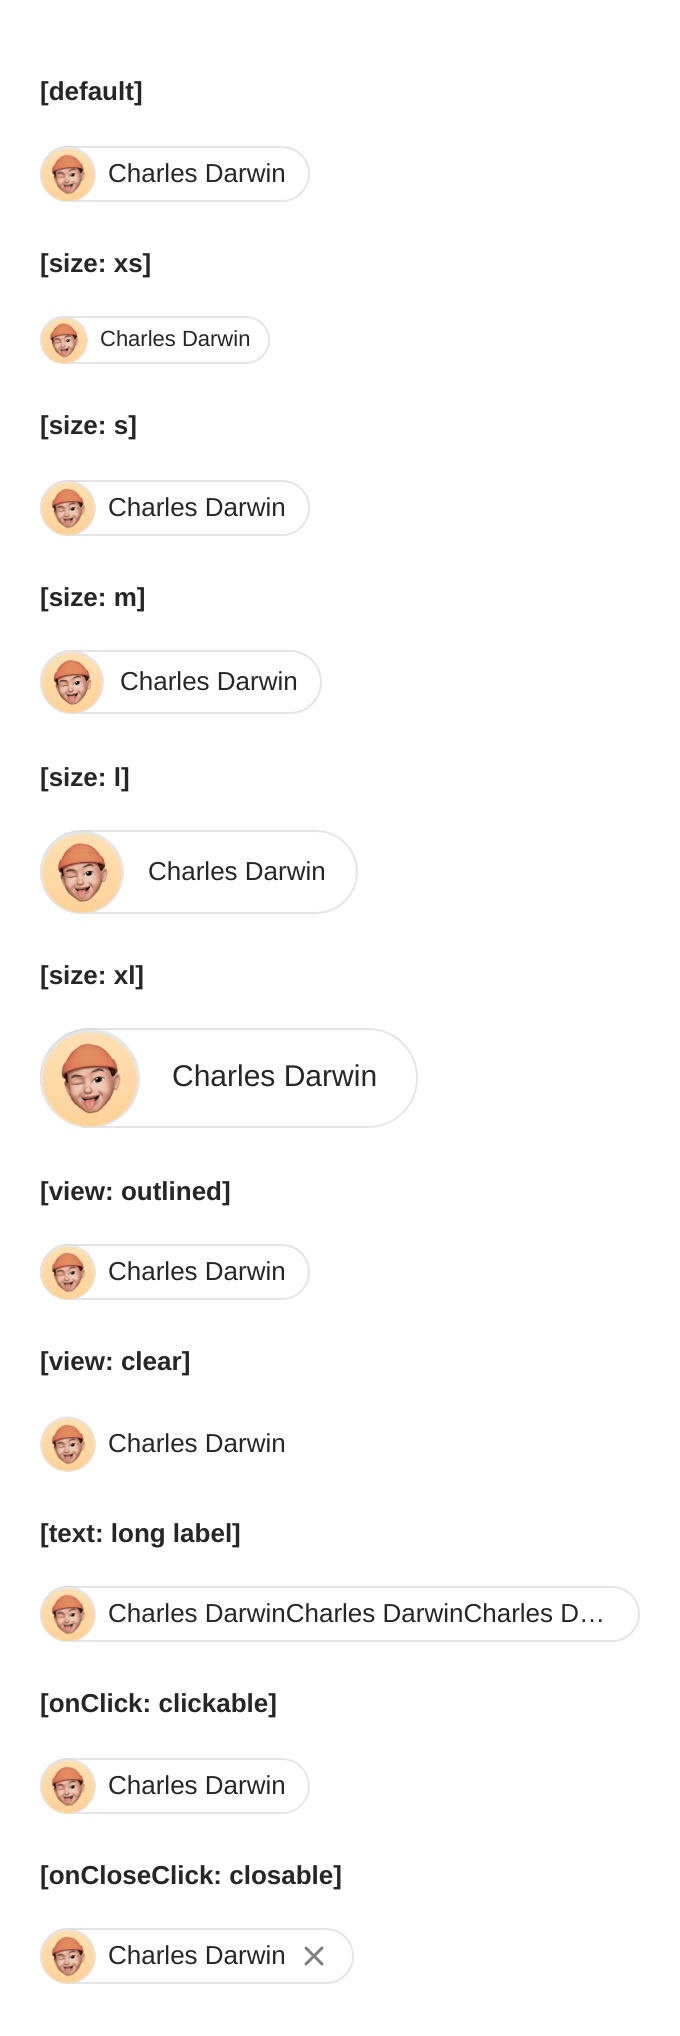 [default]
Charles Darwin
[size: xs]
Charles Darwin
[size: s]
Charles Darwin
[size: m]
Charles Darwin
[size: l]
Charles Darwin
[size: xl]
Charles Darwin
[view: outlined]
Charles Darwin
[view: clear]
Charles Darwin
[text: long label]
Charles DarwinCharles DarwinCharles D…
[onClick: clickable]
Charles Darwin
[onCloseClick: closable]
Charles Darwin